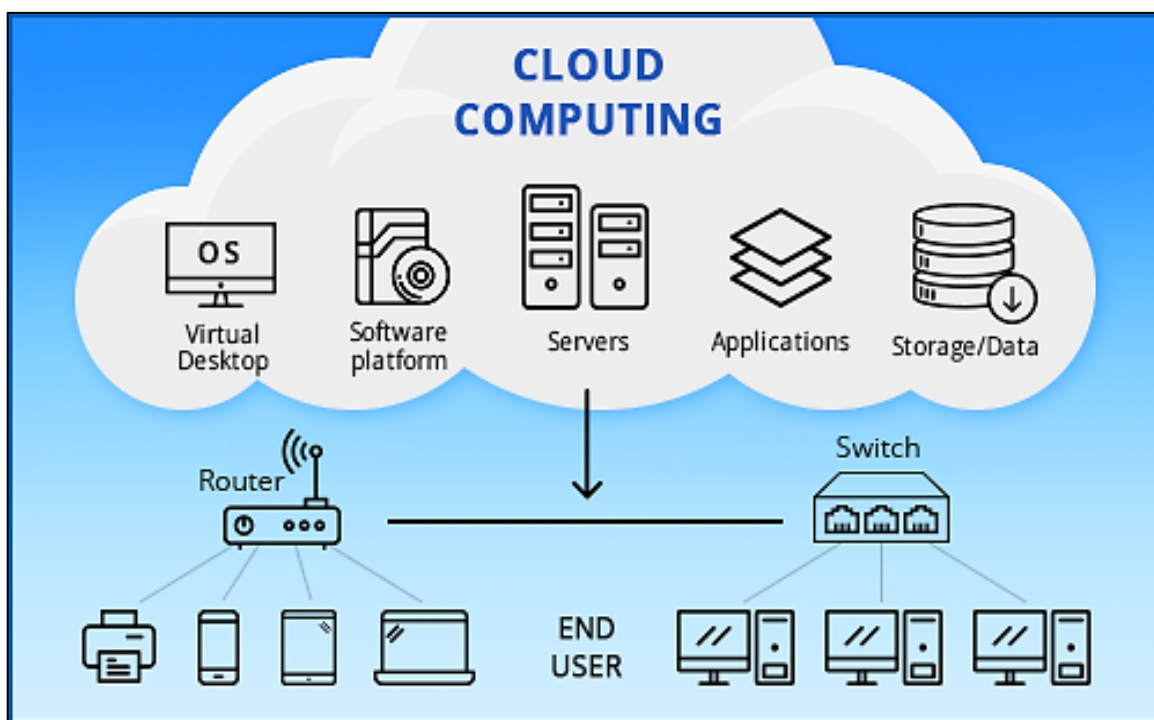 CLOUD
COMPUTING
OS
Virtual
Desktop
Software
platform
Servers
Applications
Storage/Data
Router
Switch
END
USER